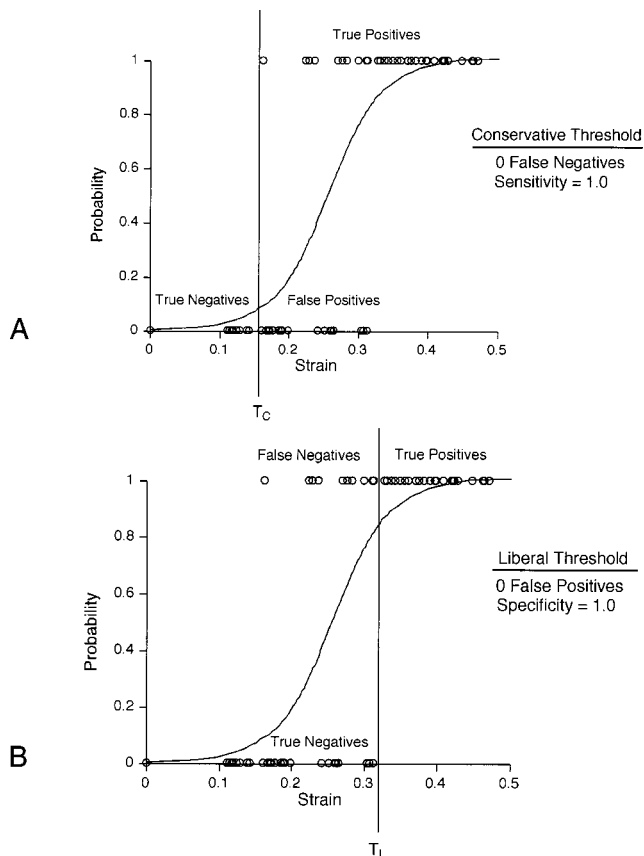 True Positives
1
0.8
0.6
0.4
0.2
0
Probability
True Negatives
False Positives
0
0.1
0.2
0.3
0.4
0.5
Strain
T_C
Conservative Threshold
0 False Negatives
Sensitivity = 1.0
A
False Negatives
True Positives
1
0.8
0.6
0.4
0.2
0
Probability
True Negatives
0
0.1
0.2
0.3
0.4
0.5
Strain
T_L
Liberal Threshold
0 False Positives
Specificity = 1.0
B